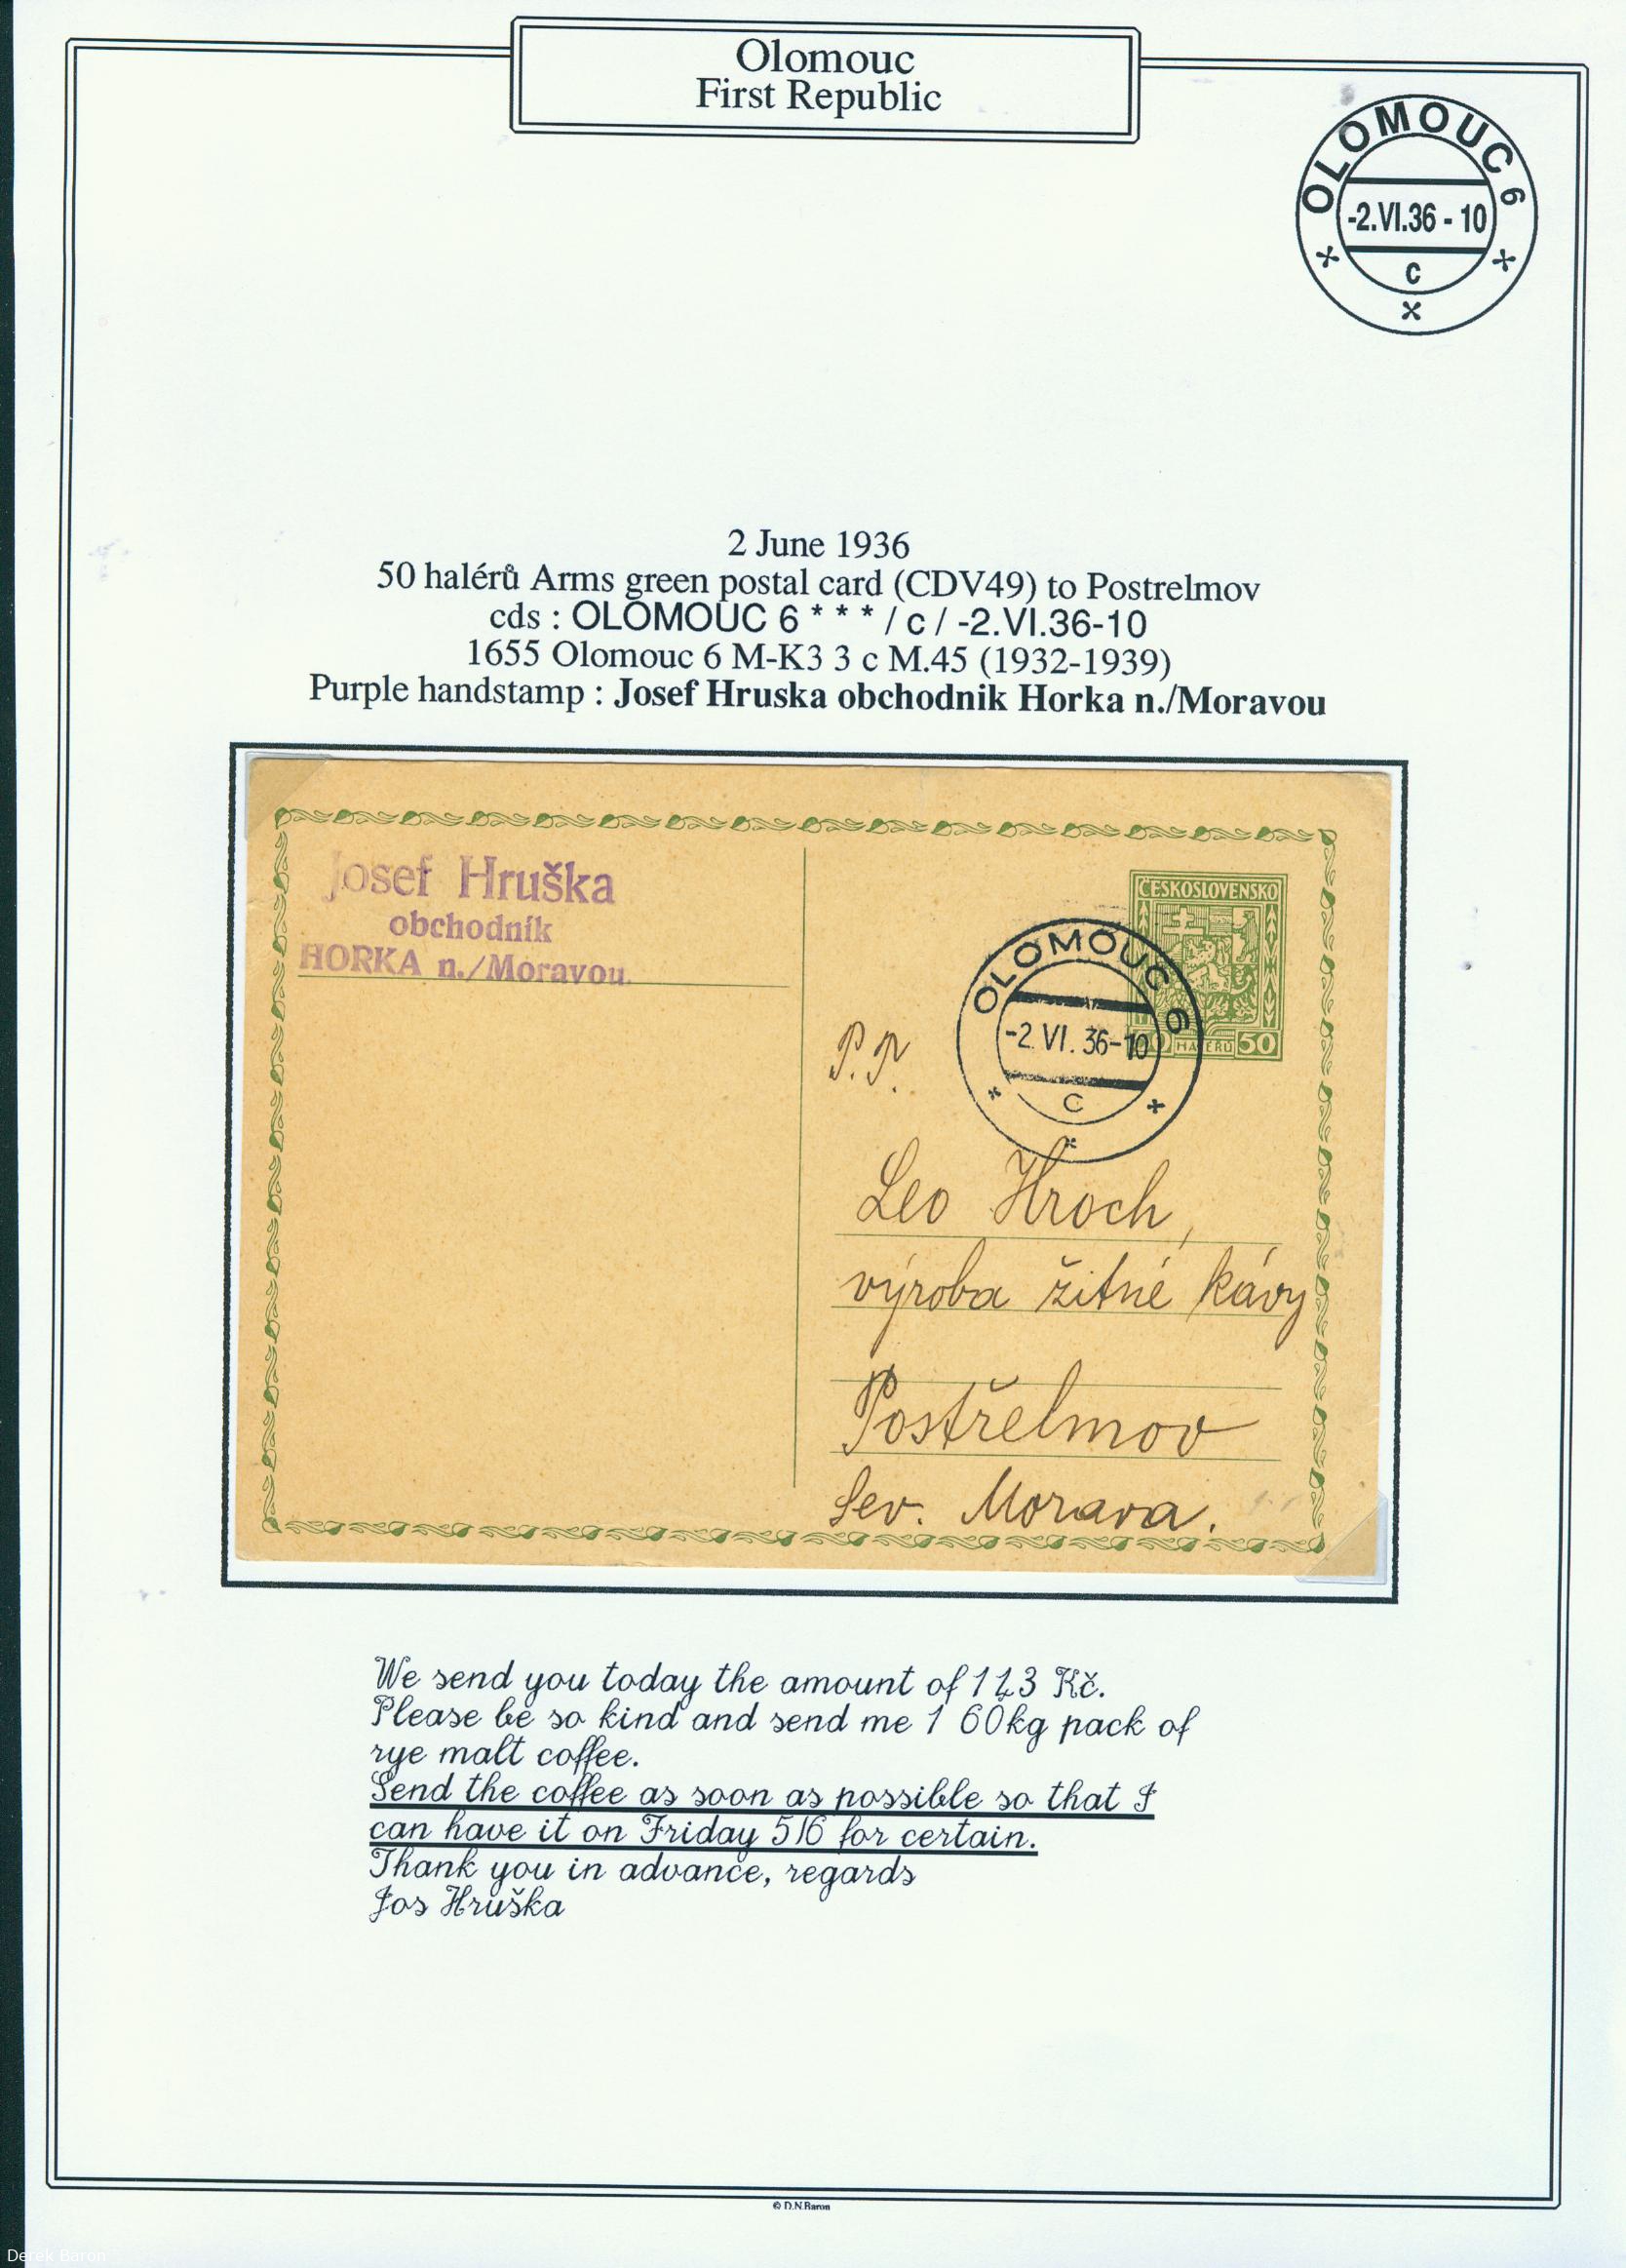 Olomouc
First Republic
OLOMOUC 6
-2.VI.36 - 10
c
2 June 1936
50 halérů Arms green postal card (CDV49) to Postrelmov
cds : OLOMOUC 6 * * * / c / -2.VI.36-10
1655 Olomouc 6 M-K3 3 c M.45 (1932-1939)
Purple handstamp : Josef Hruska obchodnik Horka n./Moravou
Josef Hruška
obchodník
HORKA n./Moravou.
ČESKOSLOVENSKO
HALÉŘŮ 50
OLOMOUC 6
-2.VI.36-10
c
P.T.
Leo Hroch,
výroba žitné kávy
Postřelmov
Sev. Morava.
We send you today the amount of 143 Kč.
Please be so kind and send me 1 60kg pack of
rye malt coffee.
Send the coffee as soon as possible so that I
can have it on Friday 5/6 for certain.
Thank you in advance, regards
Jos Hruška
© D.N.Baron
Derek Baron